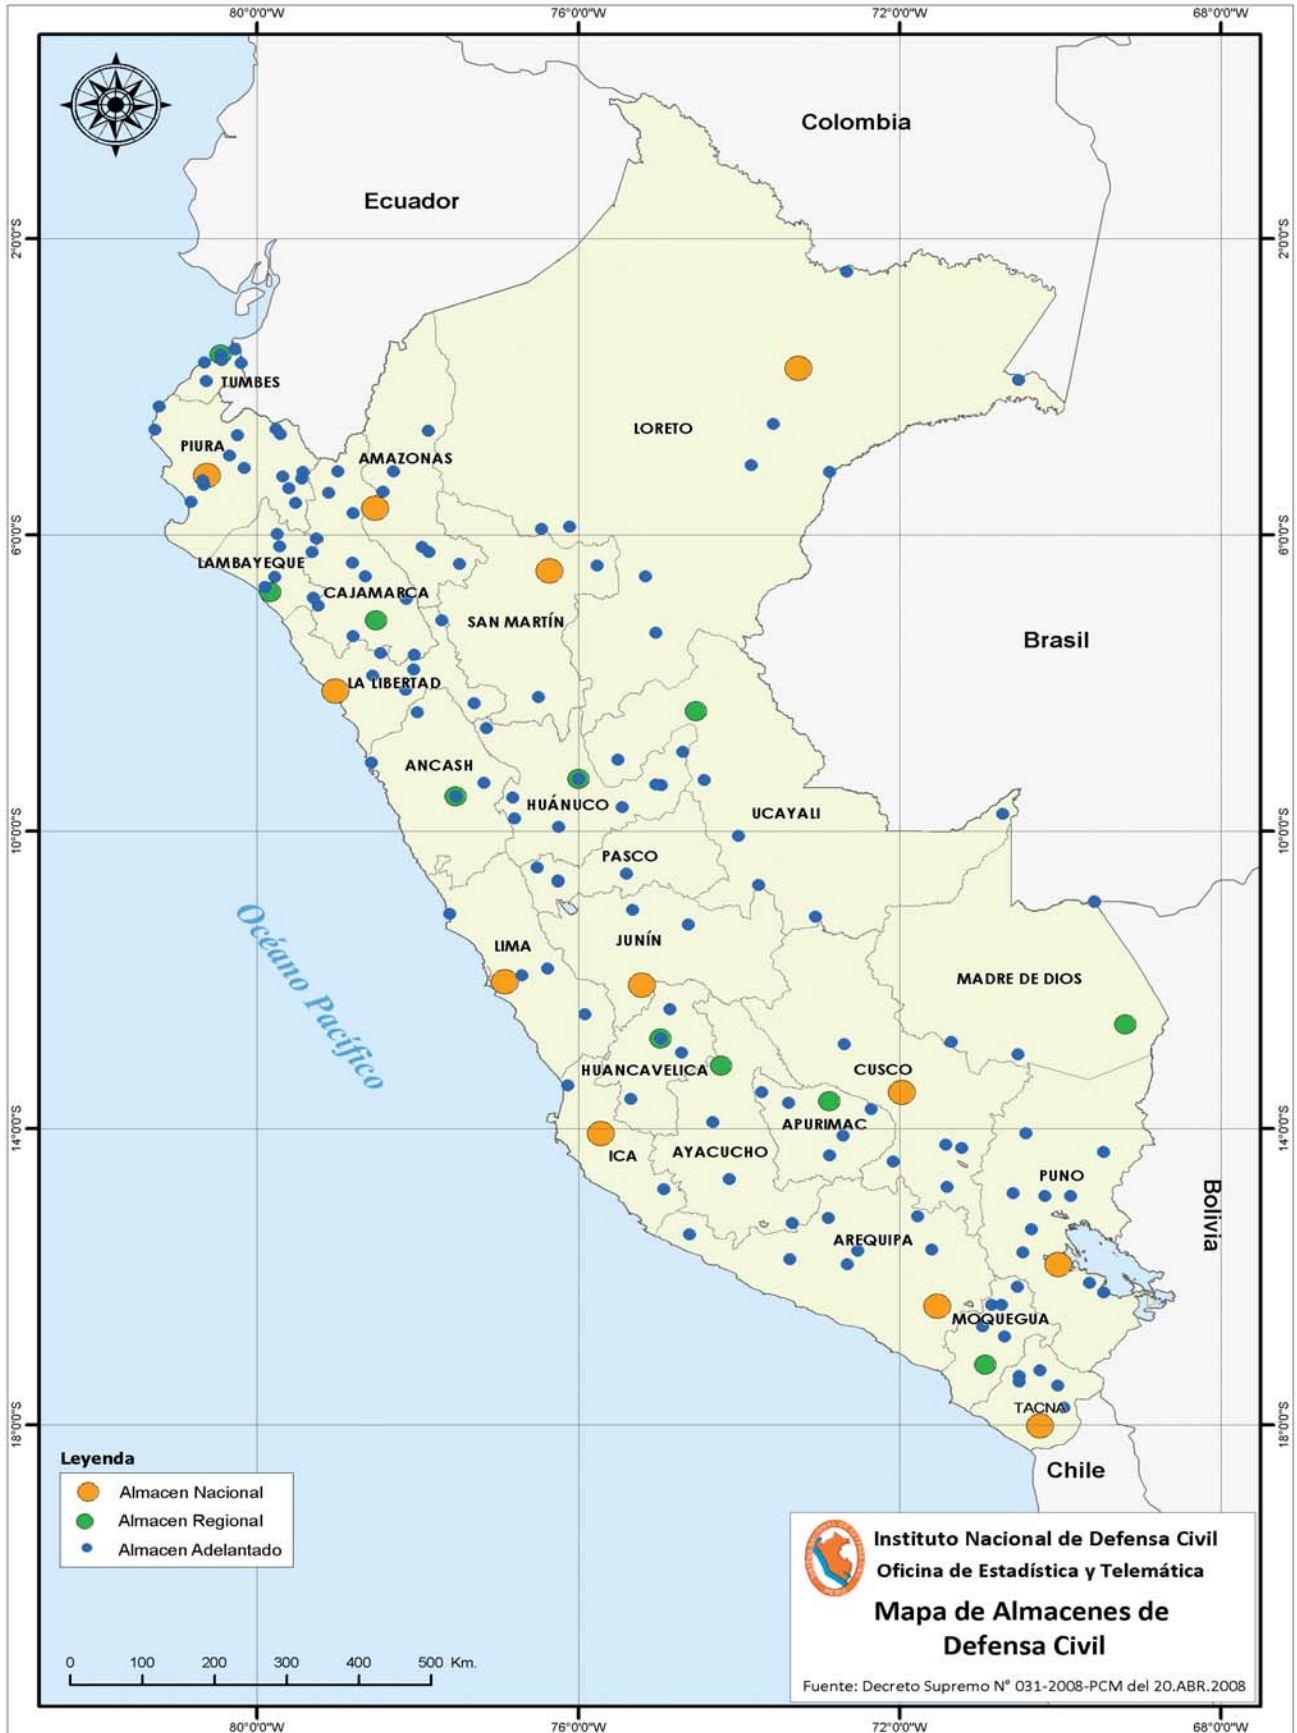 80°0'0"W 76°0'0"W 72°0'0"W 68°0'0"W
Colombia
Ecuador
2°0'0"S 2°0'0"S
TUMBES
LORETO
PIURA
AMAZONAS
6°0'0"S 6°0'0"S
LAMBAYEQUE
CAJAMARCA
SAN MARTÍN
Brasil
LA LIBERTAD
ANCASH
HUÁNUCO
UCAYALI
10°0'0"S 10°0'0"S
PASCO
Océano Pacífico
JUNÍN
LIMA
MADRE DE DIOS
HUANCAVELICA
CUSCO
APURIMAC
14°0'0"S 14°0'0"S
ICA
AYACUCHO
PUNO
Bolivia
AREQUIPA
MOQUEGUA
TACNA
18°0'0"S 18°0'0"S
Chile
Leyenda
Almacen Nacional
Almacen Regional
Almacen Adelantado
0 100 200 300 400 500 Km.
Instituto Nacional de Defensa Civil
Oficina de Estadística y Telemática
Mapa de Almacenes de
Defensa Civil
Fuente: Decreto Supremo N° 031-2008-PCM del 20.ABR.2008
80°0'0"W 76°0'0"W 72°0'0"W 68°0'0"W